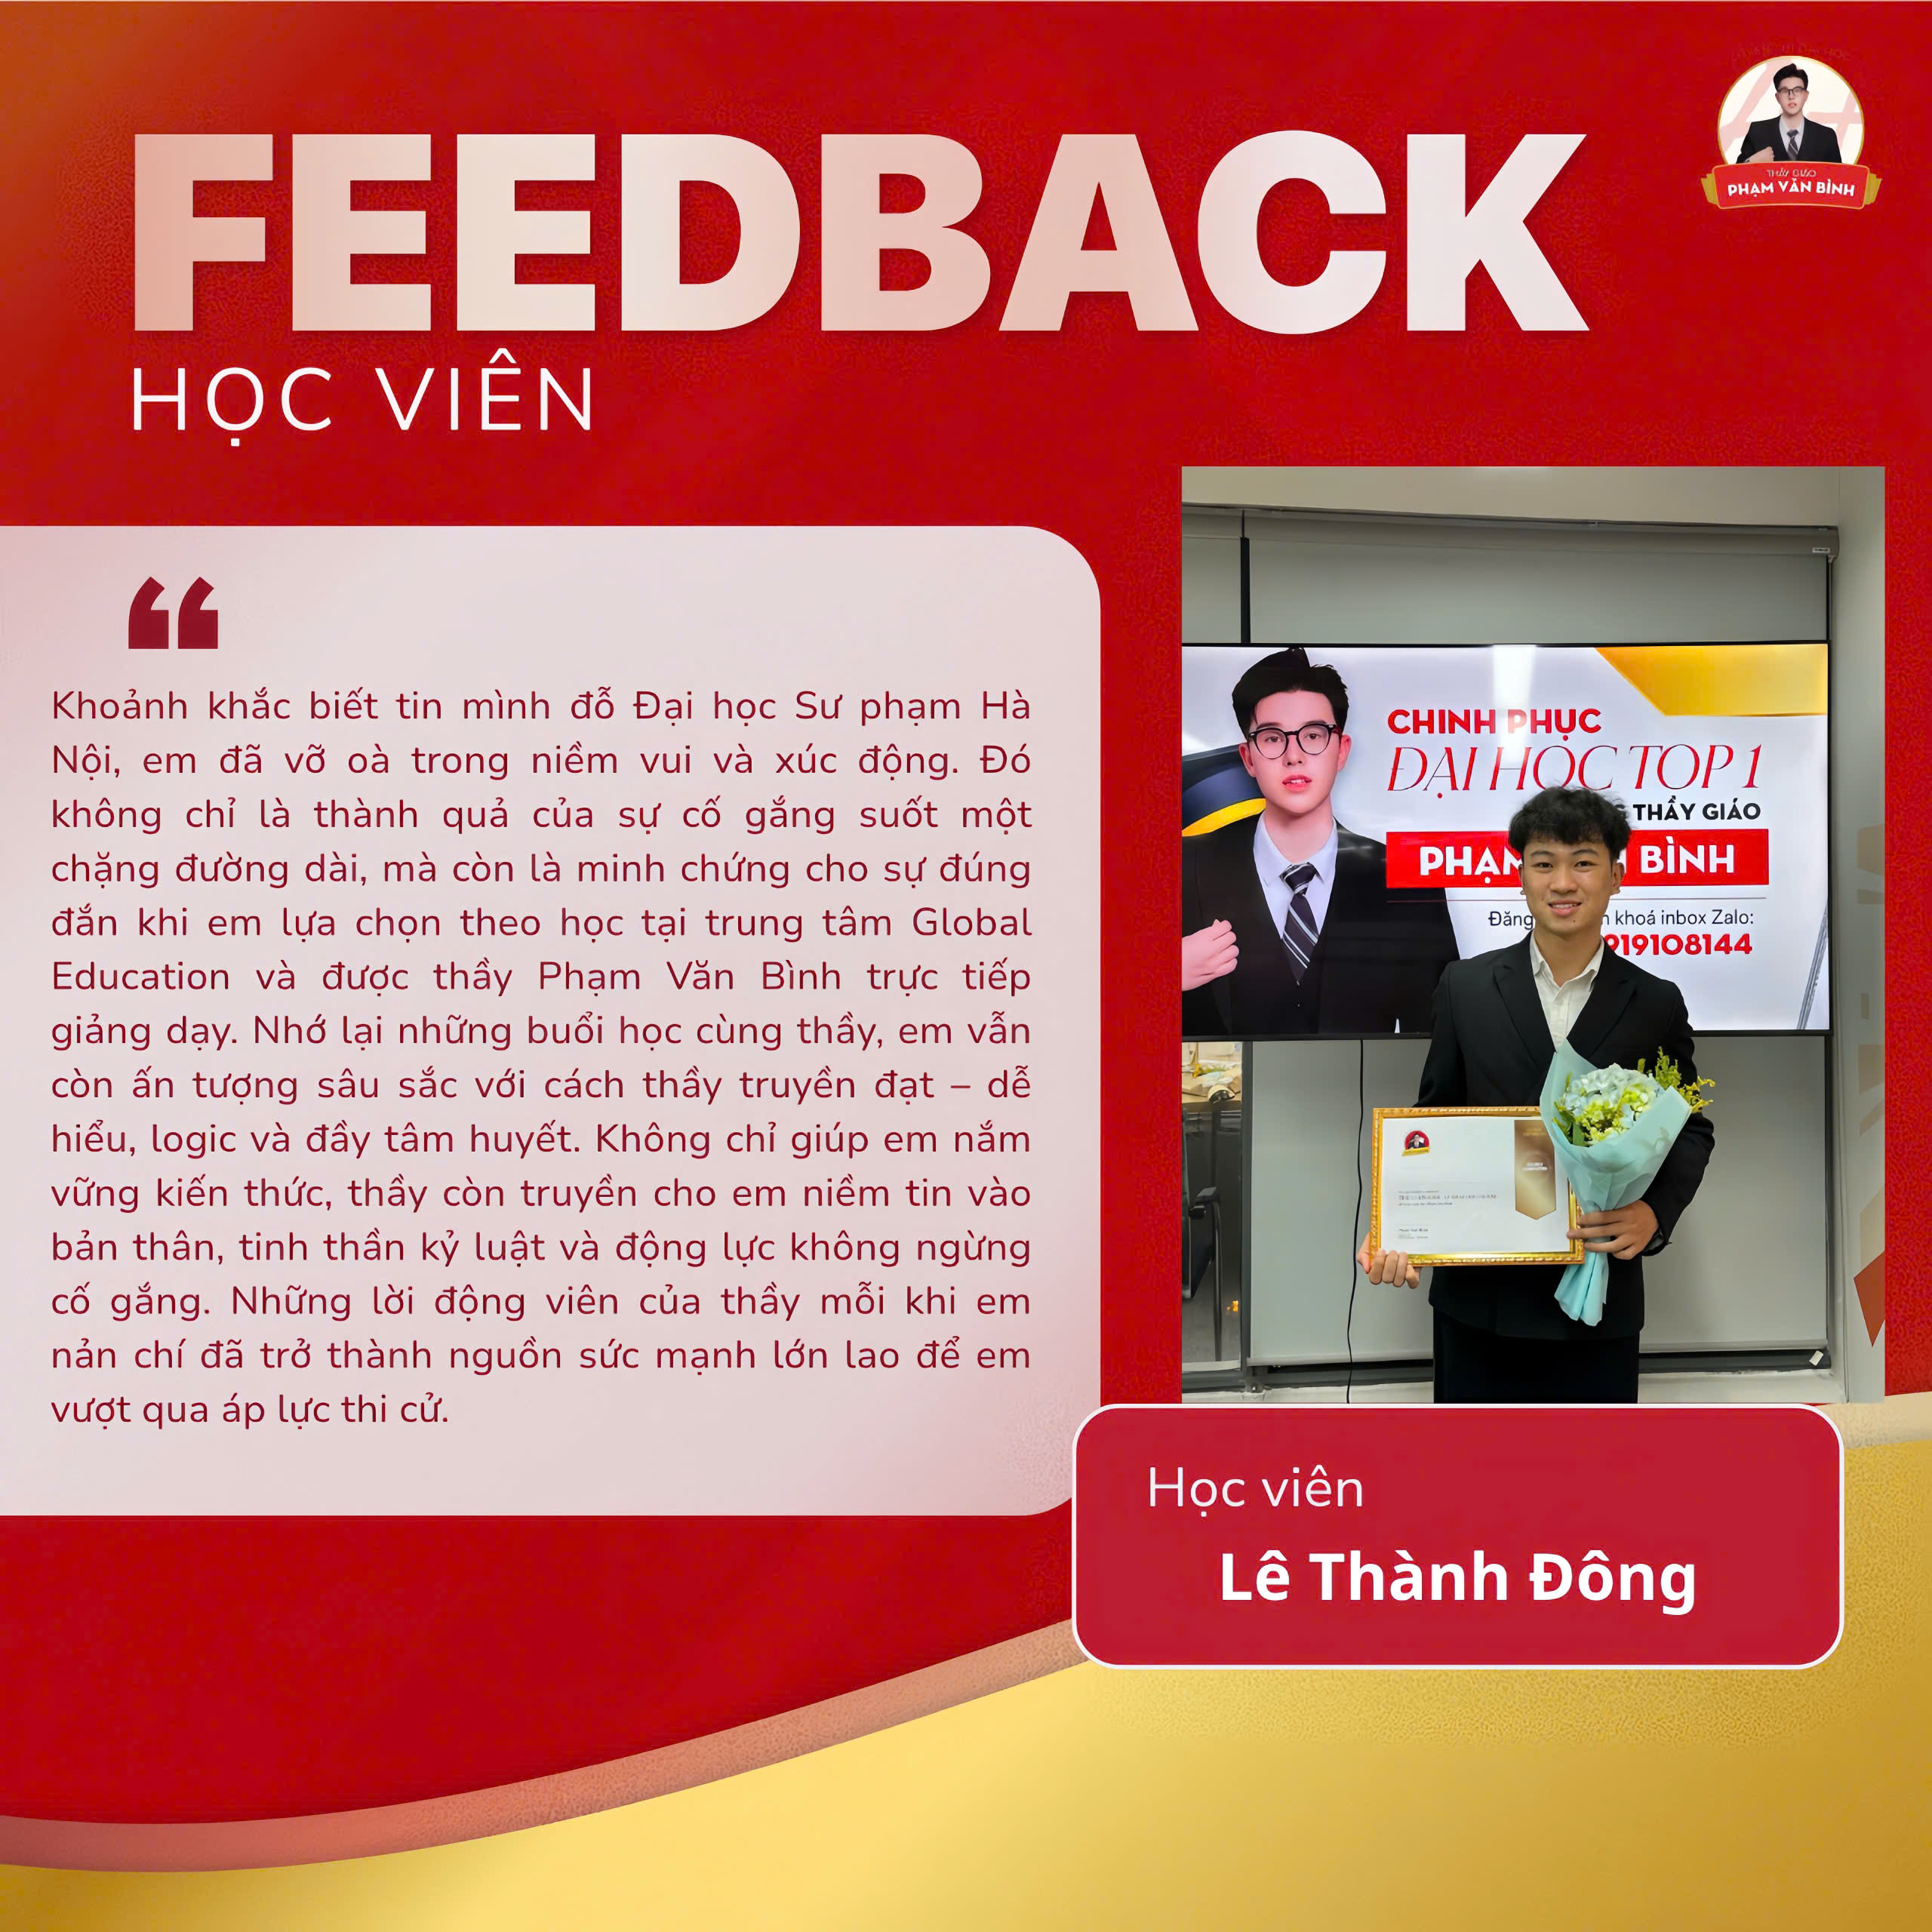 FEEDBACK
HỌC VIÊN
THẦY GIÁO
PHẠM VĂN BÌNH
Khoảnh khắc biết tin mình đỗ Đại học Sư phạm Hà
Nội, em đã vỡ oà trong niềm vui và xúc động. Đó
không chỉ là thành quả của sự cố gắng suốt một
chặng đường dài, mà còn là minh chứng cho sự đúng
đắn khi em lựa chọn theo học tại trung tâm Global
Education và được thầy Phạm Văn Bình trực tiếp
giảng dạy. Nhớ lại những buổi học cùng thầy, em vẫn
còn ấn tượng sâu sắc với cách thầy truyền đạt – dễ
hiểu, logic và đầy tâm huyết. Không chỉ giúp em nắm
vững kiến thức, thầy còn truyền cho em niềm tin vào
bản thân, tinh thần kỷ luật và động lực không ngừng
cố gắng. Những lời động viên của thầy mỗi khi em
nản chí đã trở thành nguồn sức mạnh lớn lao để em
vượt qua áp lực thi cử.
CHINH PHỤC
ĐẠI HỌC TOP 1
THẦY GIÁO
BÌNH
khoá inbox Zalo:
919108144
Học viên
Lê Thành Đông